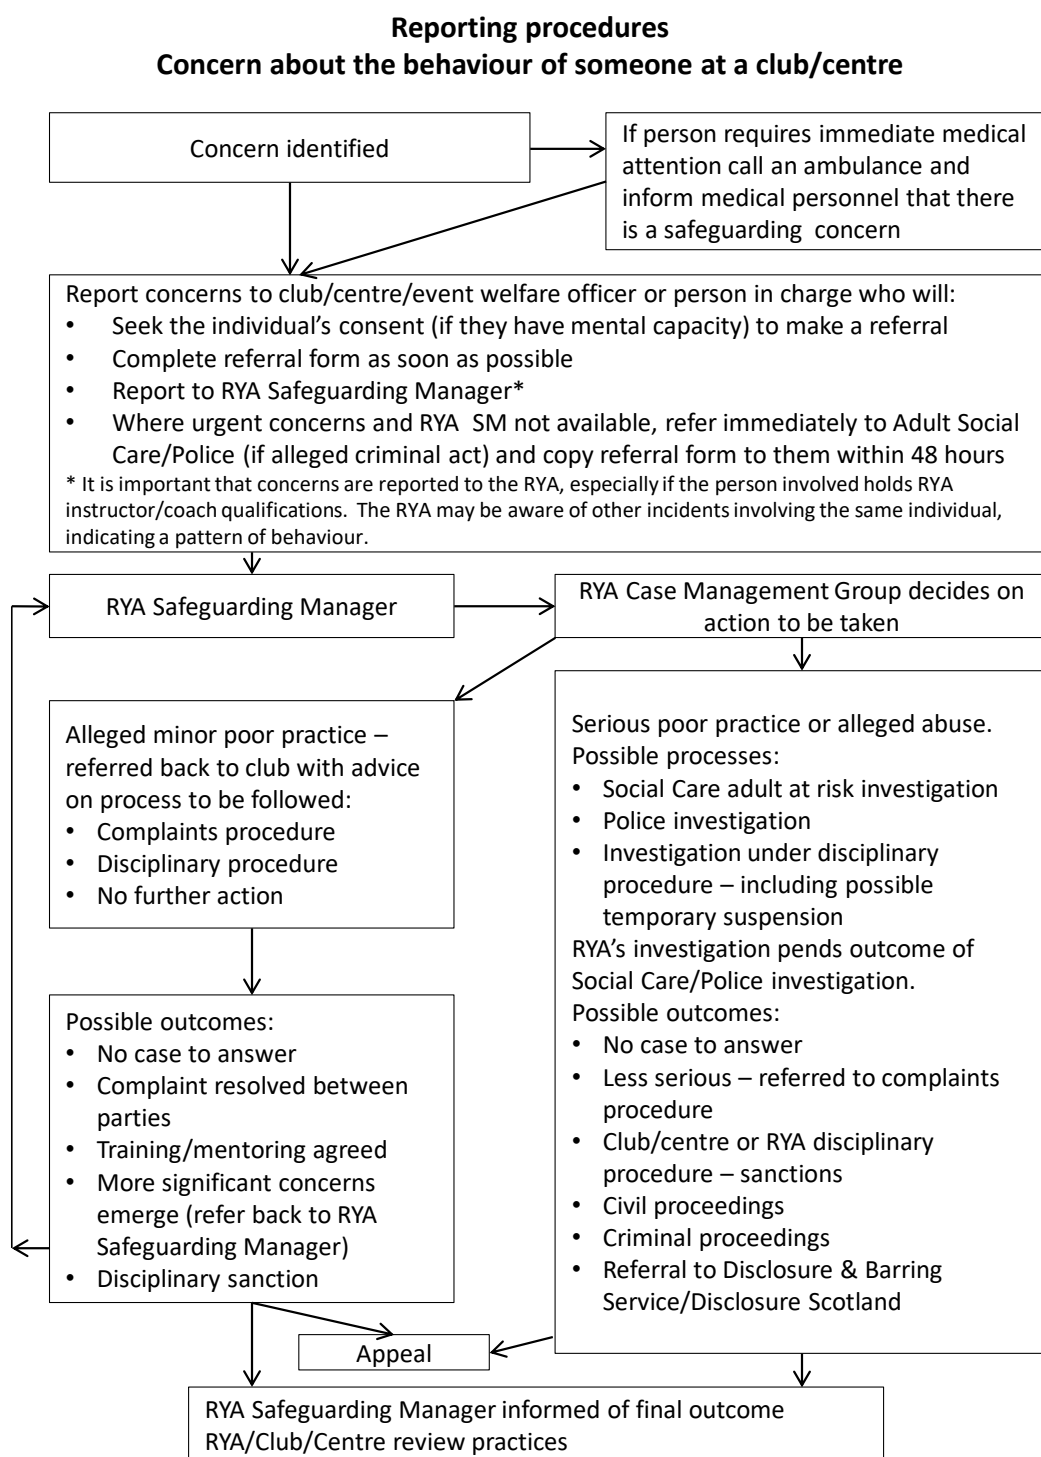 Reporting procedures
Concern about the behaviour of someone at a club/centre
Concern identified
If person requires immediate medical
attention call an ambulance and
inform medical personnel that there
is a safeguarding  concern
Report concerns to club/centre/event welfare officer or person in charge who will:
• Seek the individual’s consent (if they have mental capacity) to make a referral
• Complete referral form as soon as possible
• Report to RYA Safeguarding Manager*
• Where urgent concerns and RYA  SM not available, refer immediately to Adult Social
Care/Police (if alleged criminal act) and copy referral form to them within 48 hours
* It is important that concerns are reported to the RYA, especially if the person involved holds RYA
instructor/coach qualifications.  The RYA may be aware of other incidents involving the same individual,
indicating a pattern of behaviour.
RYA Safeguarding Manager
RYA Case Management Group decides on
action to be taken
Alleged minor poor practice –
referred back to club with advice
on process to be followed:
• Complaints procedure
• Disciplinary procedure
• No further action
Serious poor practice or alleged abuse.
Possible processes:
• Social Care adult at risk investigation
• Police investigation
• Investigation under disciplinary
procedure – including possible
temporary suspension
RYA’s investigation pends outcome of
Social Care/Police investigation.
Possible outcomes:
• No case to answer
• Less serious – referred to complaints
procedure
• Club/centre or RYA disciplinary
procedure – sanctions
• Civil proceedings
• Criminal proceedings
• Referral to Disclosure & Barring
Service/Disclosure Scotland
Possible outcomes:
• No case to answer
• Complaint resolved between
parties
• Training/mentoring agreed
• More significant concerns
emerge (refer back to RYA
Safeguarding Manager)
• Disciplinary sanction
Appeal
RYA Safeguarding Manager informed of final outcome
RYA/Club/Centre review practices